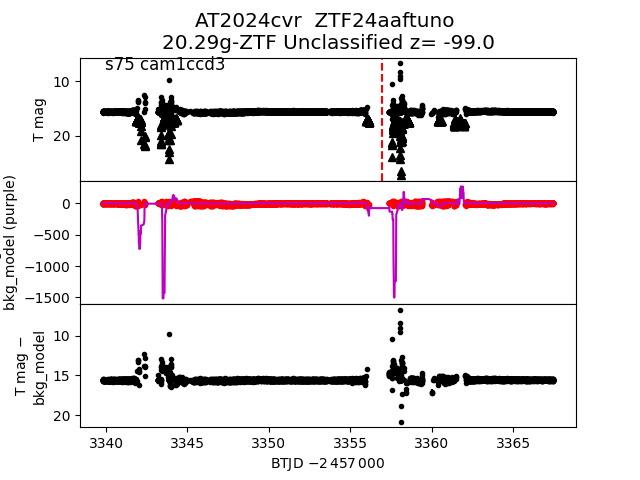 AT2024cvr ZTF24aaftuno
20.29g-ZTF Unclassified z= -99.0
s75 cam1ccd3
T mag
10
20
bkg_model (purple)
0
−500
−1000
−1500
T mag −
bkg_model
10
15
20
3340 3345 3350 3355 3360 3365
BTJD −2 457 000